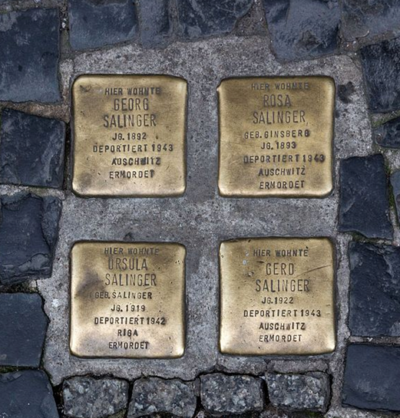 HIER WOHNTE
GEORG
SALINGER
JG. 1892
DEPORTIERT 1943
AUSCHWITZ
ERMORDET
HIER WOHNTE
ROSA
SALINGER
GEB. GINSBERG
JG. 1893
DEPORTIERT 1943
AUSCHWITZ
ERMORDET
HIER WOHNTE
URSULA
SALINGER
GEB. SALINGER
JG. 1919
DEPORTIERT 1942
RIGA
ERMORDET
HIER WOHNTE
GERD
SALINGER
JG. 1922
DEPORTIERT 1943
AUSCHWITZ
ERMORDET